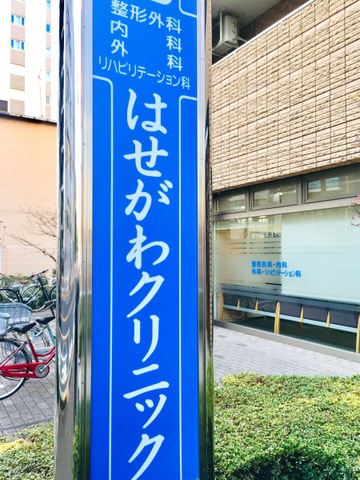 整形外科
内科
外科
リハビリテーション科
はせがわクリニック
整形外科・内科
外科・リハビリテーション科